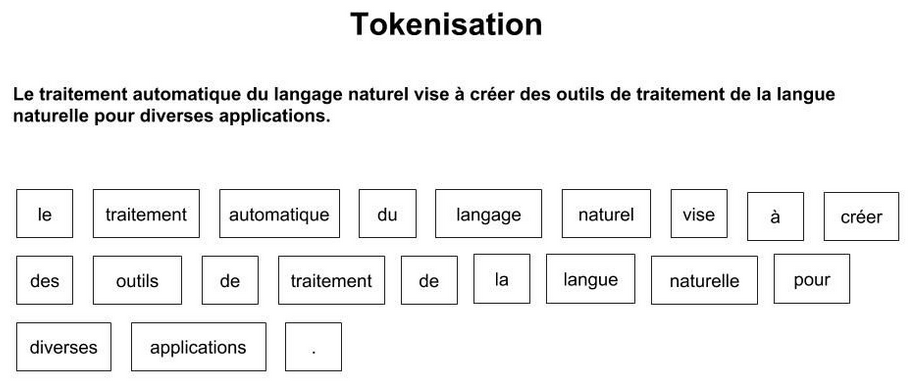 Tokenisation
Le traitement automatique du langage naturel vise à créer des outils de traitement de la langue
naturelle pour diverses applications.
le traitement automatique du langage naturel vise à créer
des outils de traitement de la langue naturelle pour
diverses applications .